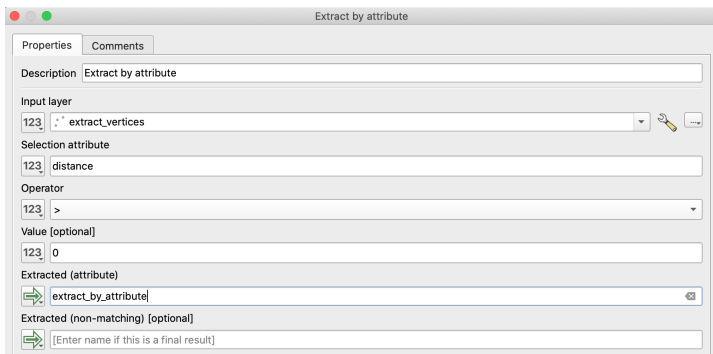 Extract by attribute
Properties Comments
Description Extract by attribute
Input layer
123 extract_vertices ...
Selection attribute
123 distance
Operator
123 >
Value [optional]
123 0
Extracted (attribute)
extract_by_attribute
Extracted (non-matching) [optional]
[Enter name if this is a final result]